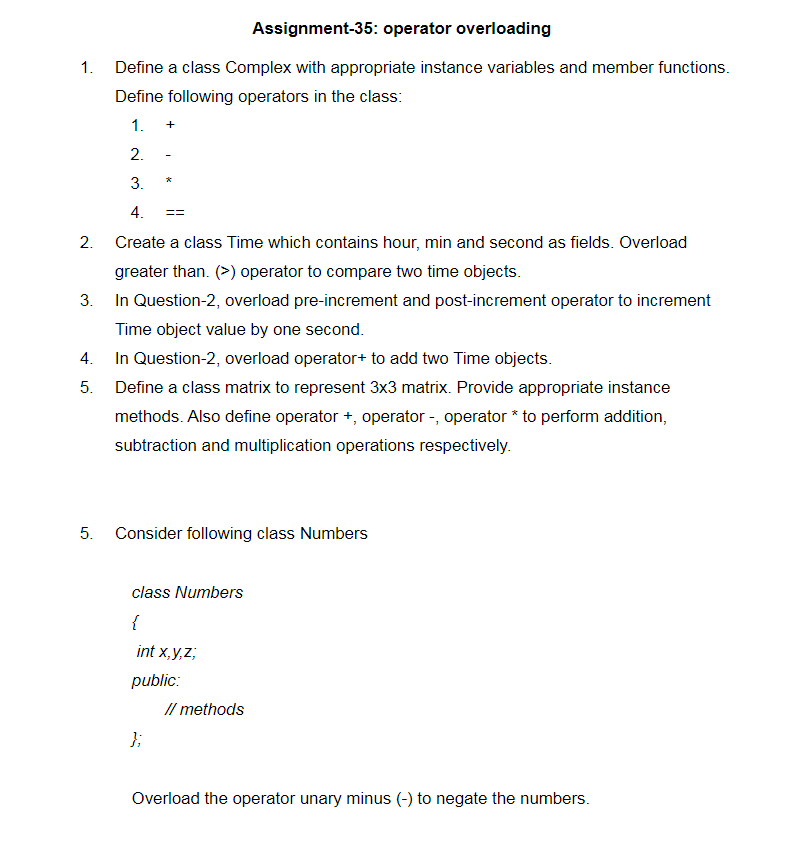 Assignment-35: operator overloading
1. Define a class Complex with appropriate instance variables and member functions.
Define following operators in the class:
1. +
2. -
3. *
4. ==
2. Create a class Time which contains hour, min and second as fields. Overload
greater than. (>) operator to compare two time objects.
3. In Question-2, overload pre-increment and post-increment operator to increment
Time object value by one second.
4. In Question-2, overload operator+ to add two Time objects.
5. Define a class matrix to represent 3x3 matrix. Provide appropriate instance
methods. Also define operator +, operator -, operator * to perform addition,
subtraction and multiplication operations respectively.
5. Consider following class Numbers
class Numbers
{
int x,y,z;
public:
// methods
};
Overload the operator unary minus (-) to negate the numbers.